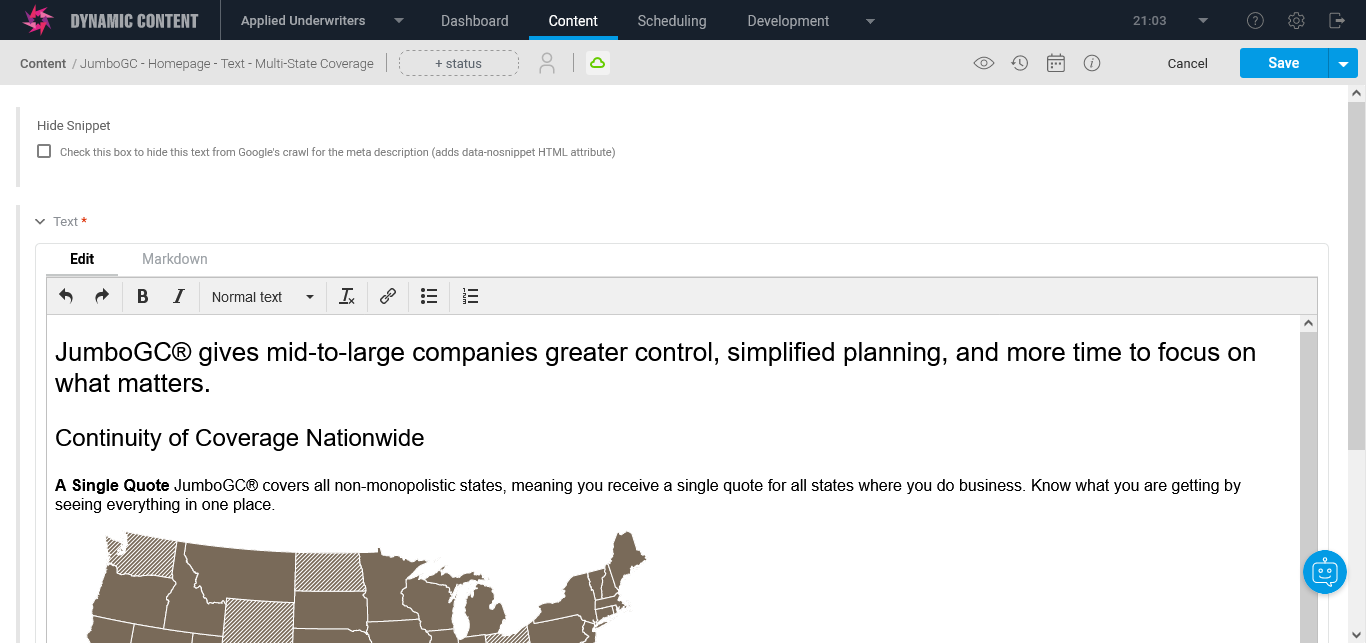 DYNAMIC CONTENT
Applied Underwriters
Dashboard
Content
Scheduling
Development
21:03
Content / JumboGC - Homepage - Text - Multi-State Coverage
+ status
Cancel
Save
Hide Snippet
Check this box to hide this text from Google's crawl for the meta description (adds data-nosnippet HTML attribute)
Text *
Edit
Markdown
B I
Normal text
JumboGC® gives mid-to-large companies greater control, simplified planning, and more time to focus on
what matters.
Continuity of Coverage Nationwide
A Single Quote JumboGC® covers all non-monopolistic states, meaning you receive a single quote for all states where you do business. Know what you are getting by
seeing everything in one place.